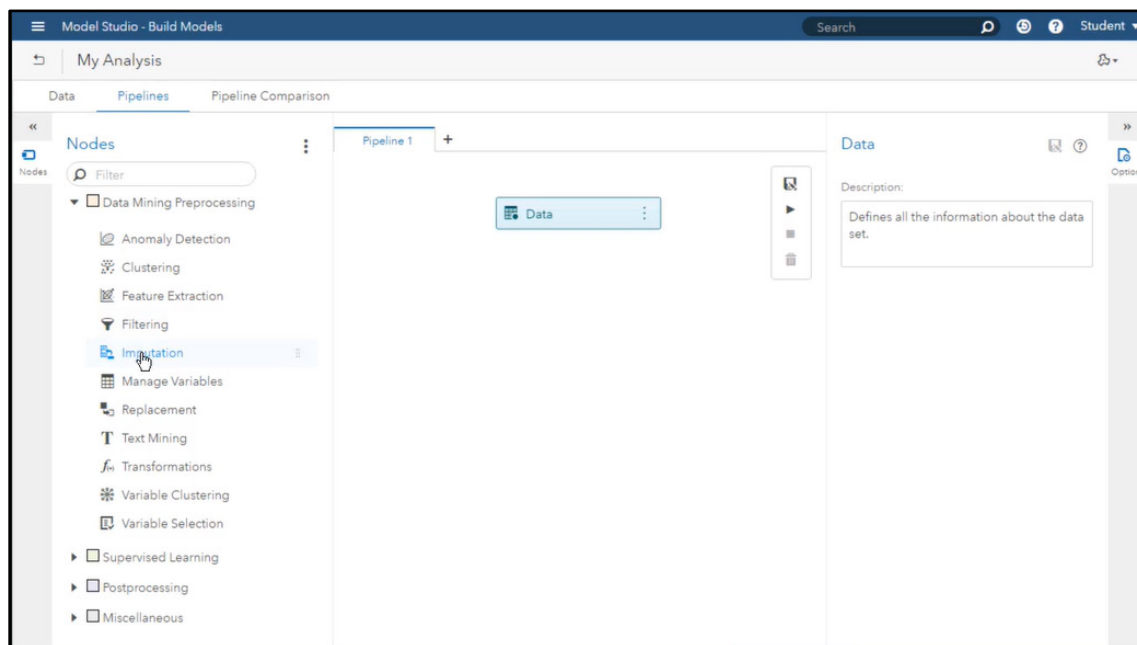 Model Studio - Build Models
Search
Student
My Analysis
Data
Pipelines
Pipeline Comparison
Nodes
Nodes
Filter
Data Mining Preprocessing
Anomaly Detection
Clustering
Feature Extraction
Filtering
Imputation
Manage Variables
Replacement
Text Mining
Transformations
Variable Clustering
Variable Selection
Supervised Learning
Postprocessing
Miscellaneous
Pipeline 1
Data
Data
Description:
Defines all the information about the data
set.
Optio